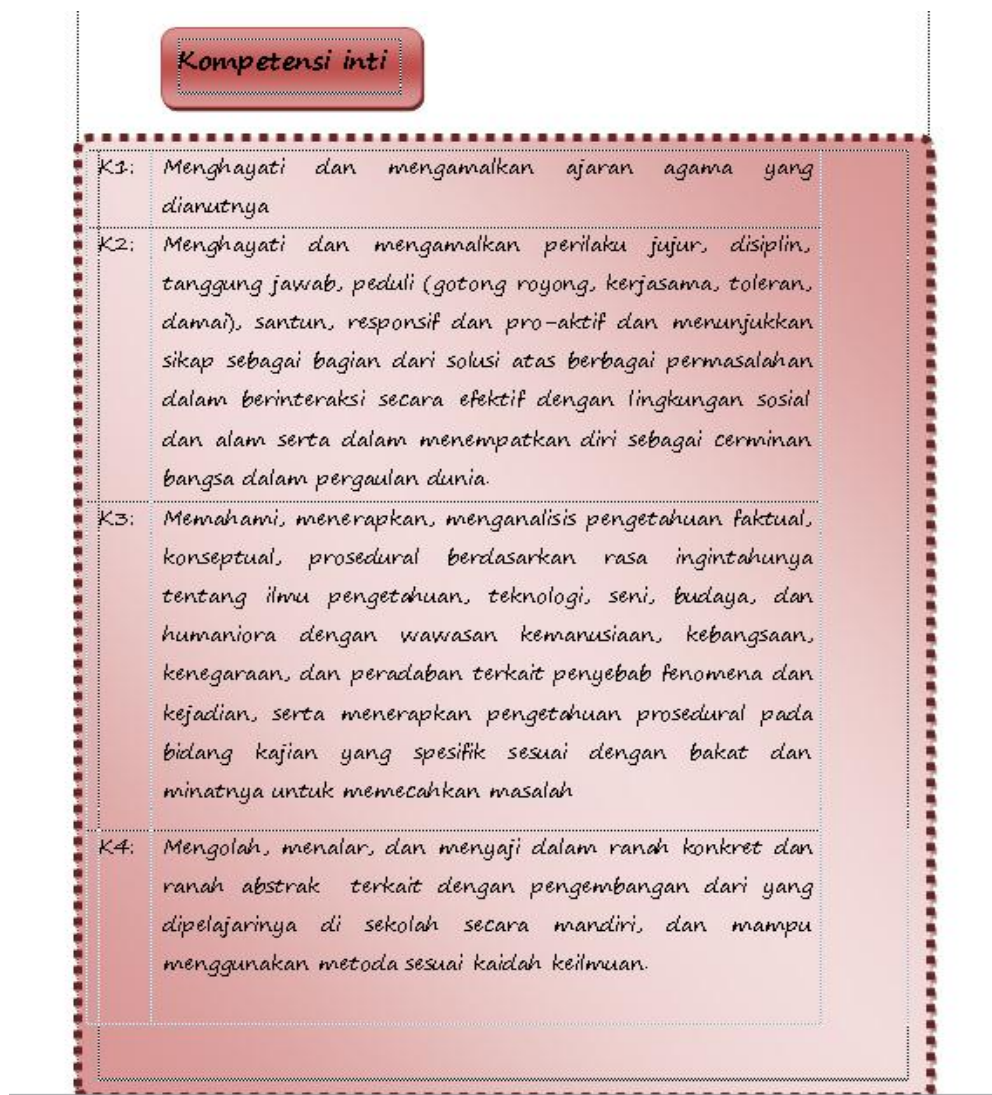 Kompetensi inti
K1: Menghayati dan mengamalkan ajaran agama yang
dianutnya
K2: Menghayati dan mengamalkan perilaku jujur, disiplin,
tanggung jawab, peduli (gotong royong, kerjasama, toleran,
damai), santun, responsif dan pro-aktif dan menunjukkan
sikap sebagai bagian dari solusi atas berbagai permasalahan
dalam berinteraksi secara efektif dengan lingkungan sosial
dan alam serta dalam menempatkan diri sebagai cerminan
bangsa dalam pergaulan dunia.
K3: Memahami, menerapkan, menganalisis pengetahuan faktual,
konseptual, prosedural berdasarkan rasa ingintahunya
tentang ilmu pengetahuan, teknologi, seni, budaya, dan
humaniora dengan wawasan kemanusiaan, kebangsaan,
kenegaraan, dan peradaban terkait penyebab fenomena dan
kejadian, serta menerapkan pengetahuan prosedural pada
bidang kajian yang spesifik sesuai dengan bakat dan
minatnya untuk memecahkan masalah
K4: Mengolah, menalar, dan menyaji dalam ranah konkret dan
ranah abstrak terkait dengan pengembangan dari yang
dipelajarinya di sekolah secara mandiri, dan mampu
menggunakan metoda sesuai kaidah keilmuan.